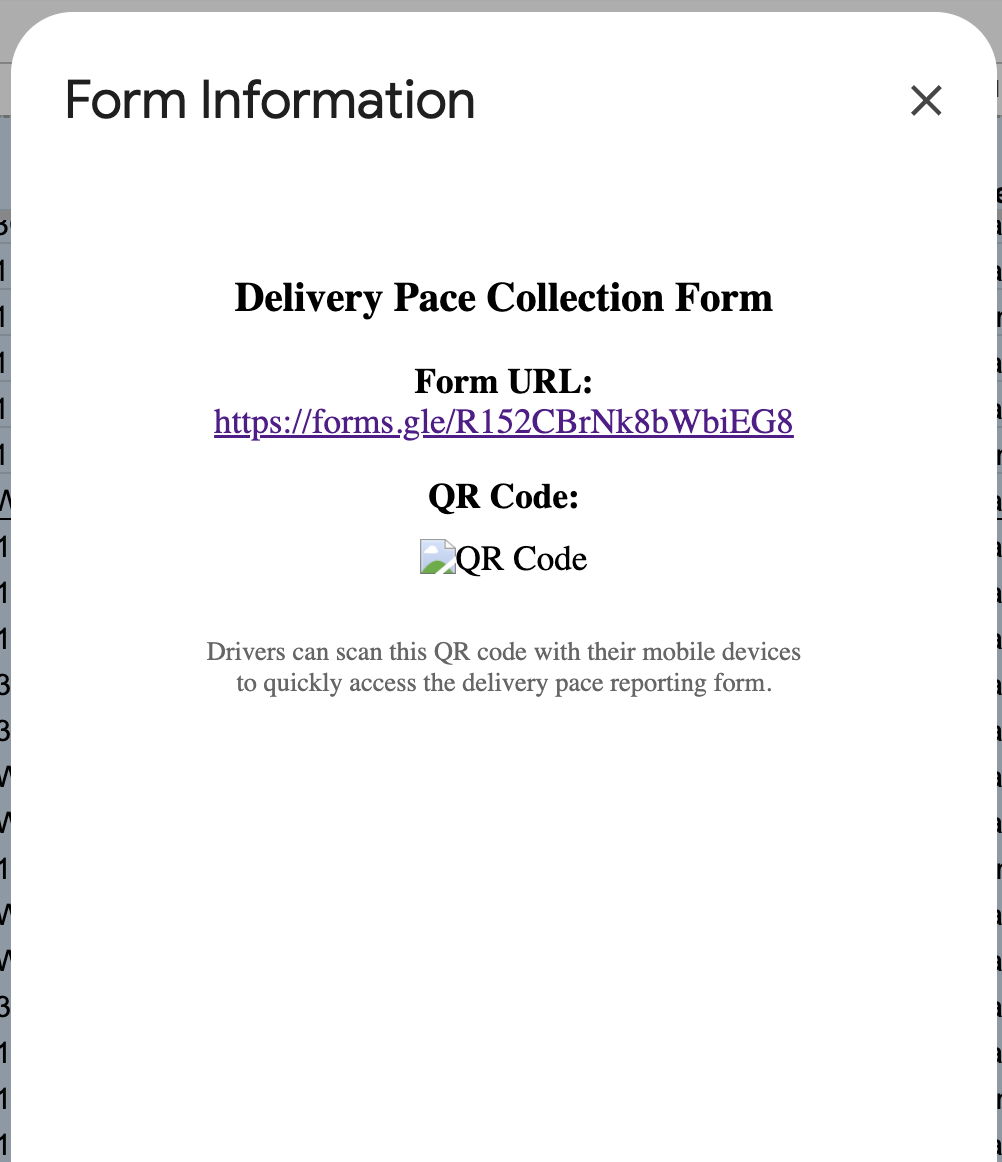 Form Information
Delivery Pace Collection Form
Form URL:
https://forms.gle/R152CBrNk8bWbiEG8
QR Code:
QR Code
Drivers can scan this QR code with their mobile devices
to quickly access the delivery pace reporting form.